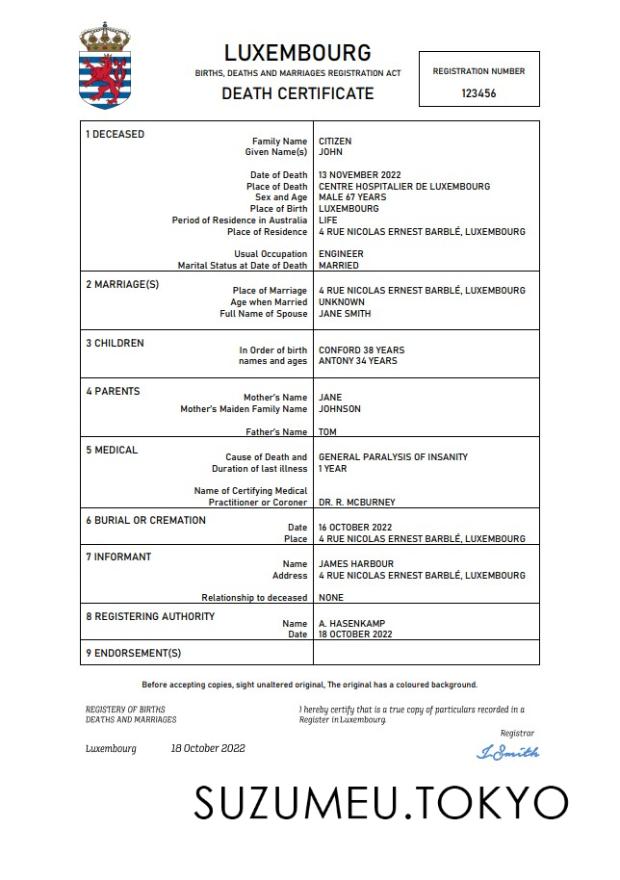 LUXEMBOURG
BIRTHS, DEATHS AND MARRIAGES REGISTRATION ACT
DEATH CERTIFICATE
REGISTRATION NUMBER
123456
1 DECEASED
Family Name CITIZEN
Given Name(s) JOHN
Date of Death 13 NOVEMBER 2022
Place of Death CENTRE HOSPITALIER DE LUXEMBOURG
Sex and Age MALE 67 YEARS
Place of Birth LUXEMBOURG
Period of Residence in Australia LIFE
Place of Residence 4 RUE NICOLAS ERNEST BARBLÉ, LUXEMBOURG
Usual Occupation ENGINEER
Marital Status at Date of Death MARRIED
2 MARRIAGE(S)
Place of Marriage 4 RUE NICOLAS ERNEST BARBLÉ, LUXEMBOURG
Age when Married UNKNOWN
Full Name of Spouse JANE SMITH
3 CHILDREN
In Order of birth CONFORD 38 YEARS
names and ages ANTONY 34 YEARS
4 PARENTS
Mother's Name JANE
Mother's Maiden Family Name JOHNSON
Father's Name TOM
5 MEDICAL
Cause of Death and GENERAL PARALYSIS OF INSANITY
Duration of last illness 1 YEAR
Name of Certifying Medical
Practitioner or Coroner DR. R. MCBURNEY
6 BURIAL OR CREMATION
Date 16 OCTOBER 2022
Place 4 RUE NICOLAS ERNEST BARBLÉ, LUXEMBOURG
7 INFORMANT
Name JAMES HARBOUR
Address 4 RUE NICOLAS ERNEST BARBLÉ, LUXEMBOURG
Relationship to deceased NONE
8 REGISTERING AUTHORITY
Name A. HASENKAMP
Date 18 OCTOBER 2022
9 ENDORSEMENT(S)
Before accepting copies, sight unaltered original, The original has a coloured background.
REGISTERY OF BIRTHS
DEATHS AND MARRIAGES
I hereby certify that is a true copy of particulars recorded in a
Register in Luxembourg.
Registrar
Luxembourg 18 October 2022
I. Smith
SUZUMEU.TOKYO